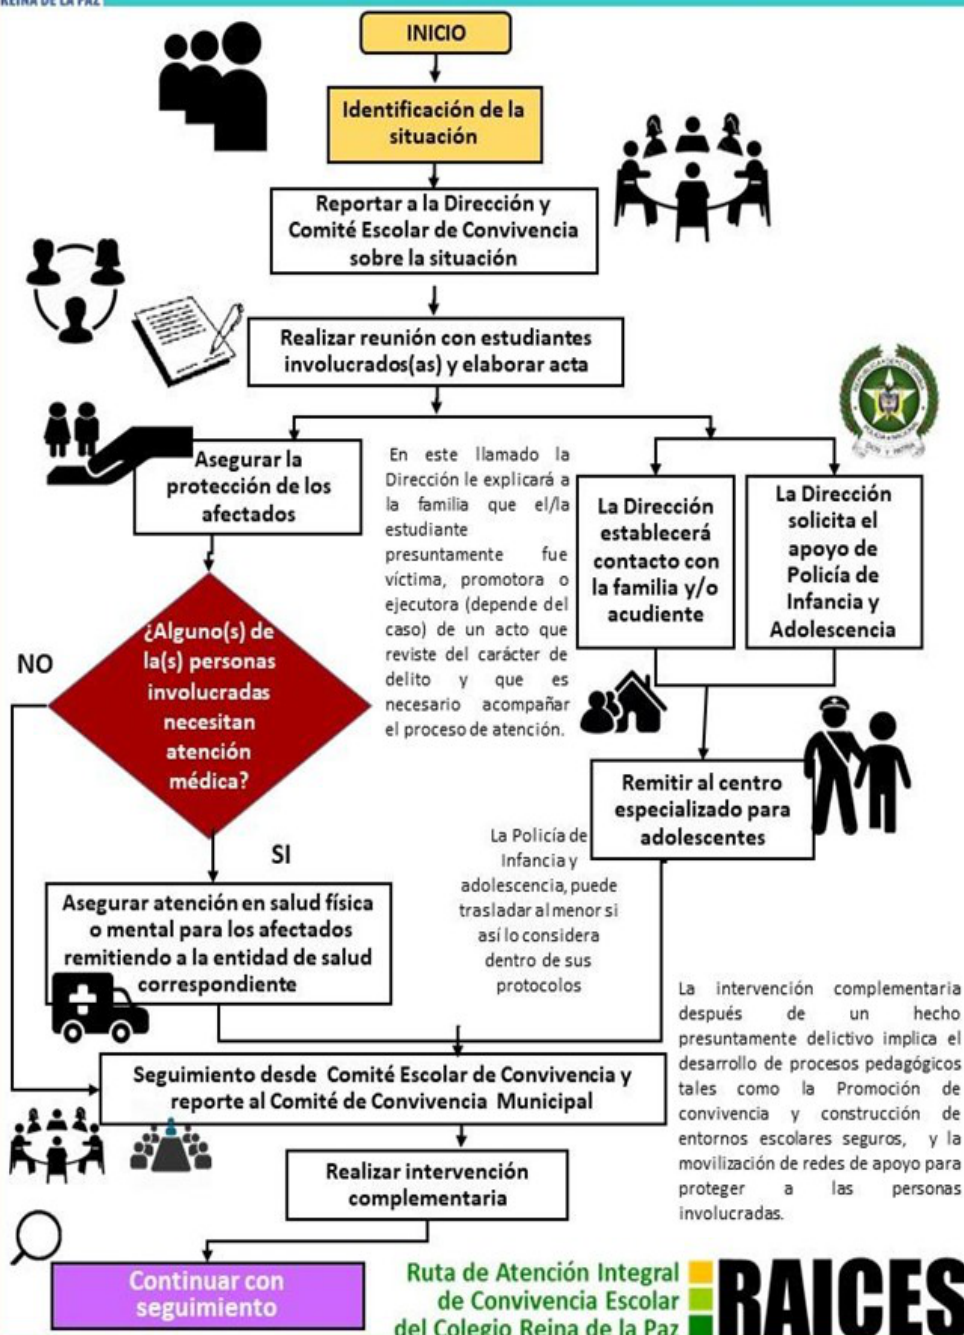 REINA DE LA PAZ
INICIO
Identificación de la
situación
Reportar a la Dirección y
Comité Escolar de Convivencia
sobre la situación
Realizar reunión con estudiantes
involucrados(as) y elaborar acta
Asegurar la
protección de los
afectados
En este llamado la
Dirección le explicará a
la familia que el/la
estudiante
presuntamente fue
víctima, promotora o
ejecutora (depende del
caso) de un acto que
reviste del carácter de
delito y que es
necesario acompañar
el proceso de atención.
La Dirección
establecerá
contacto con
la familia y/o
acudiente
La Dirección
solicita el
apoyo de
Policía de
Infancia y
Adolescencia
¿Alguno(s) de
la(s) personas
involucradas
necesitan
atención
médica?
NO
SI
Remitir al centro
especializado para
adolescentes
La Policía de
Infancia y
adolescencia, puede
trasladar al menor si
así lo considera
dentro de sus
protocolos
Asegurar atención en salud física
o mental para los afectados
remitiendo a la entidad de salud
correspondiente
La intervención complementaria
después de un hecho
presuntamente delictivo implica el
desarrollo de procesos pedagógicos
tales como la Promoción de
convivencia y construcción de
entornos escolares seguros, y la
movilización de redes de apoyo para
proteger a las personas
involucradas.
Seguimiento desde Comité Escolar de Convivencia y
reporte al Comité de Convivencia Municipal
Realizar intervención
complementaria
Continuar con
seguimiento
Ruta de Atención Integral
de Convivencia Escolar
del Colegio Reina de la Paz
RAICES